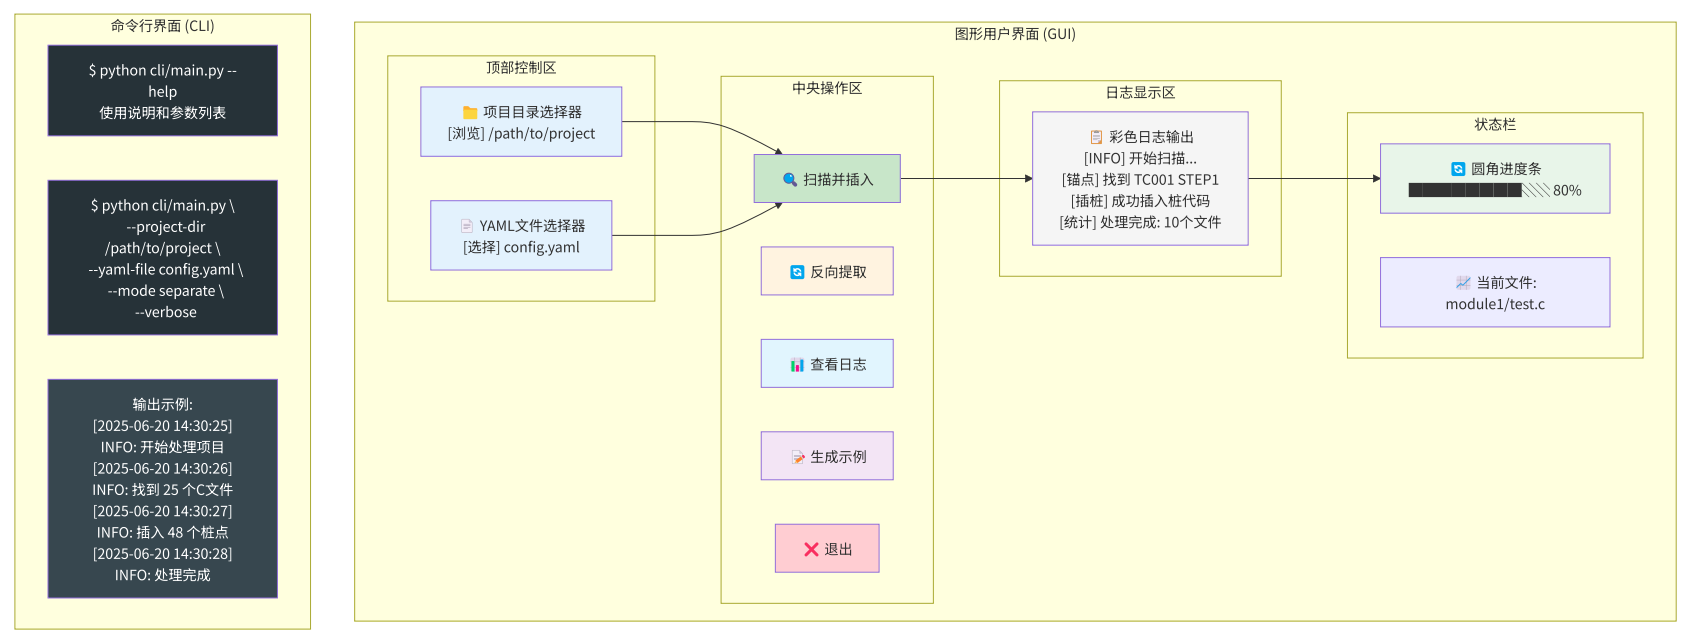 命令行界面 (CLI)
$ python cli/main.py --
help
使用说明和参数列表
$ python cli/main.py \
--project-dir
/path/to/project \
--yaml-file config.yaml \
--mode separate \
--verbose
输出示例:
[2025-06-20 14:30:25]
INFO: 开始处理项目
[2025-06-20 14:30:26]
INFO: 找到 25 个C文件
[2025-06-20 14:30:27]
INFO: 插入 48 个桩点
[2025-06-20 14:30:28]
INFO: 处理完成
图形用户界面 (GUI)
顶部控制区
📁 项目目录选择器
[浏览] /path/to/project
📄 YAML文件选择器
[选择] config.yaml
中央操作区
🔍 扫描并插入
🔄 反向提取
📊 查看日志
📝 生成示例
❌ 退出
日志显示区
📋 彩色日志输出
[INFO] 开始扫描...
[锚点] 找到 TC001 STEP1
[插桩] 成功插入桩代码
[统计] 处理完成: 10个文件
状态栏
🔄 圆角进度条
████████░░ 80%
📈 当前文件:
module1/test.c